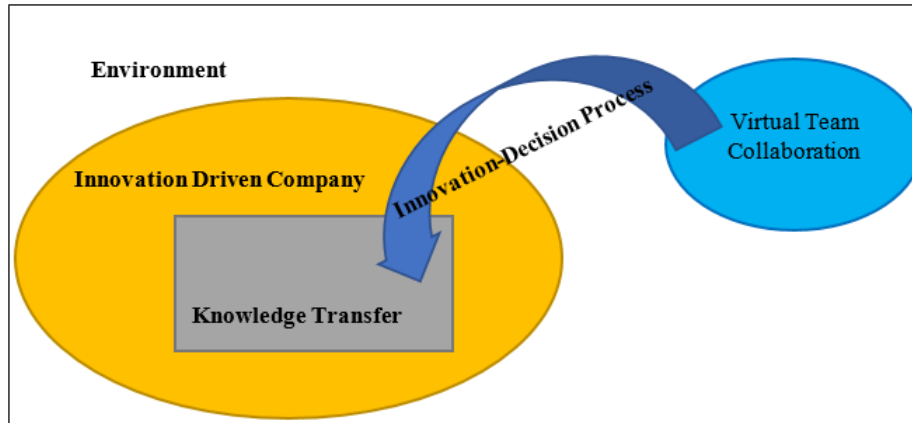 Environment
Innovation Driven Company
Innovation-Decision Process
Virtual Team
Collaboration
Knowledge Transfer